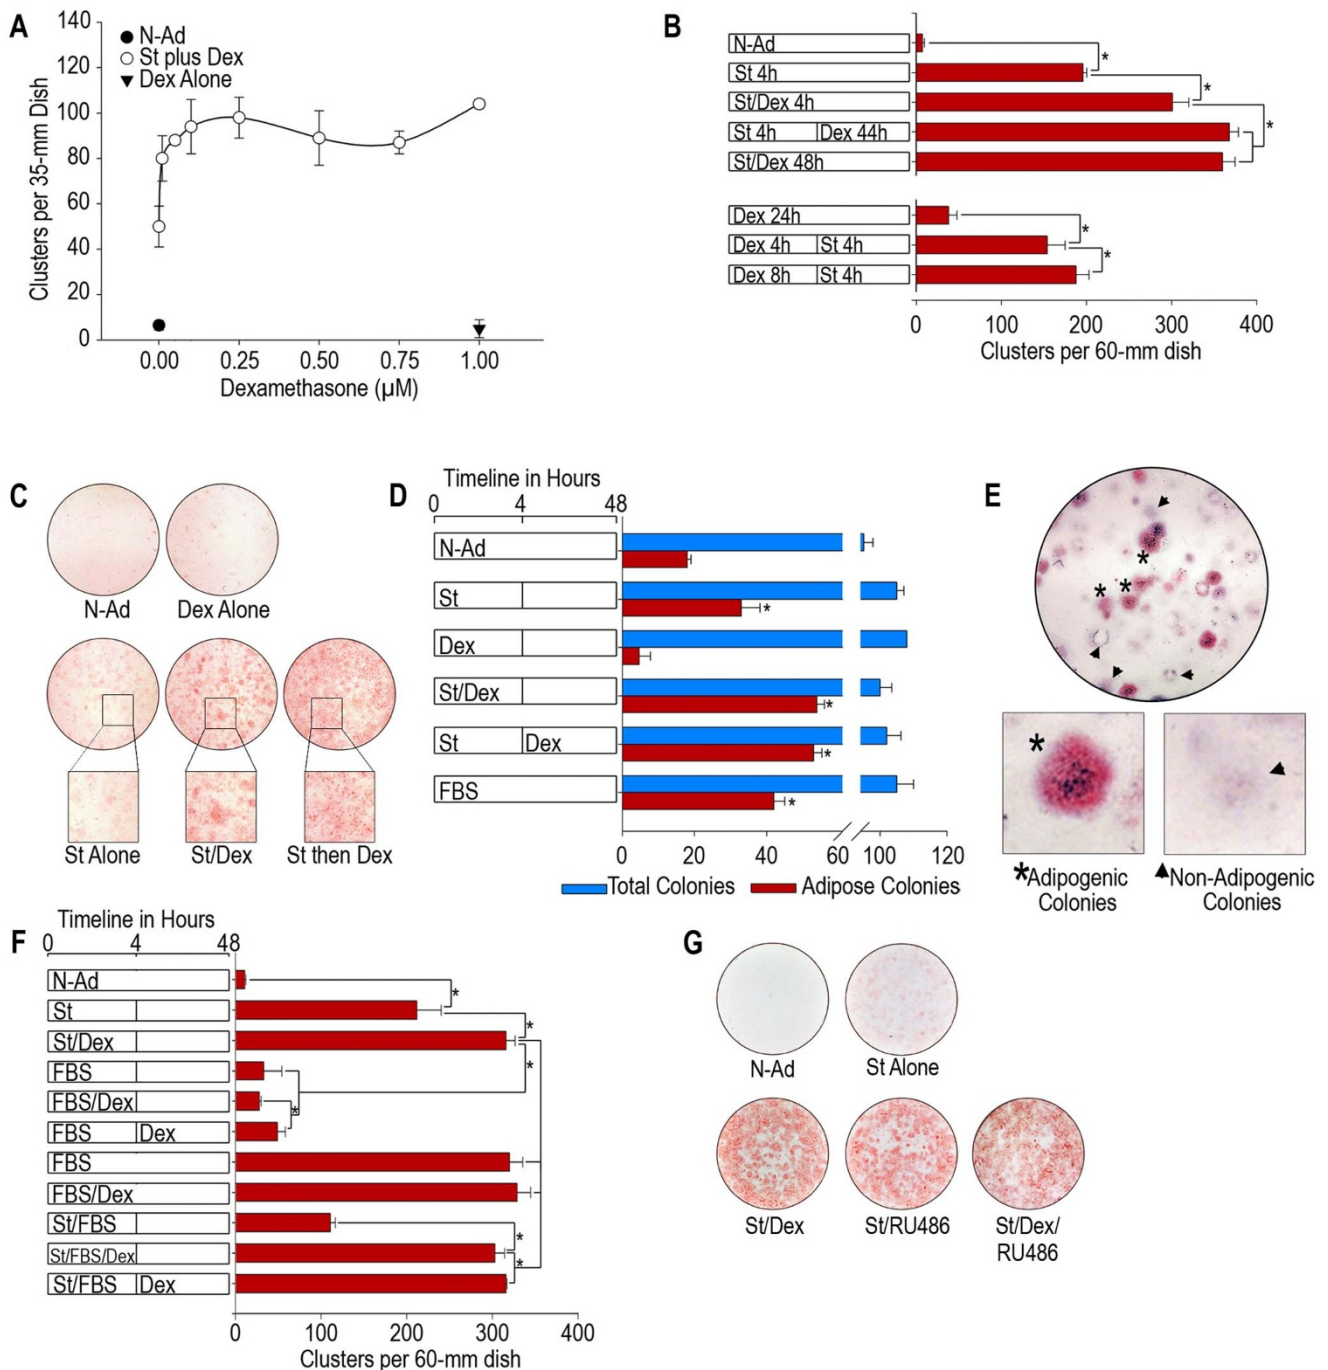 A
N-Ad
St plus Dex
Dex Alone
140
120
100
80
60
40
20
0
Clusters per 35-mm Dish
0.00 0.25 0.50 0.75 1.00
Dexamethasone (µM)
B
N-Ad
St 4h
St/Dex 4h
St 4h Dex 44h
St/Dex 48h
Dex 24h
Dex 4h St 4h
Dex 8h St 4h
* * *
* *
0 100 200 300 400
Clusters per 60-mm dish
C
N-Ad Dex Alone
St Alone St/Dex St then Dex
D
Timeline in Hours
0 4 48
N-Ad
St *
Dex
St/Dex *
St Dex *
FBS *
0 20 40 60 100 120
Total Colonies Adipose Colonies
E
* * *
*
*Adipogenic Non-Adipogenic
Colonies Colonies
F
Timeline in Hours
0 4 48
N-Ad
St
St/Dex
FBS
FBS/Dex
FBS Dex
FBS
FBS/Dex
St/FBS
St/FBS/Dex
St/FBS Dex
* * * * * *
0 100 200 300 400
Clusters per 60-mm dish
G
N-Ad St Alone
St/Dex St/RU486 St/Dex/
RU486